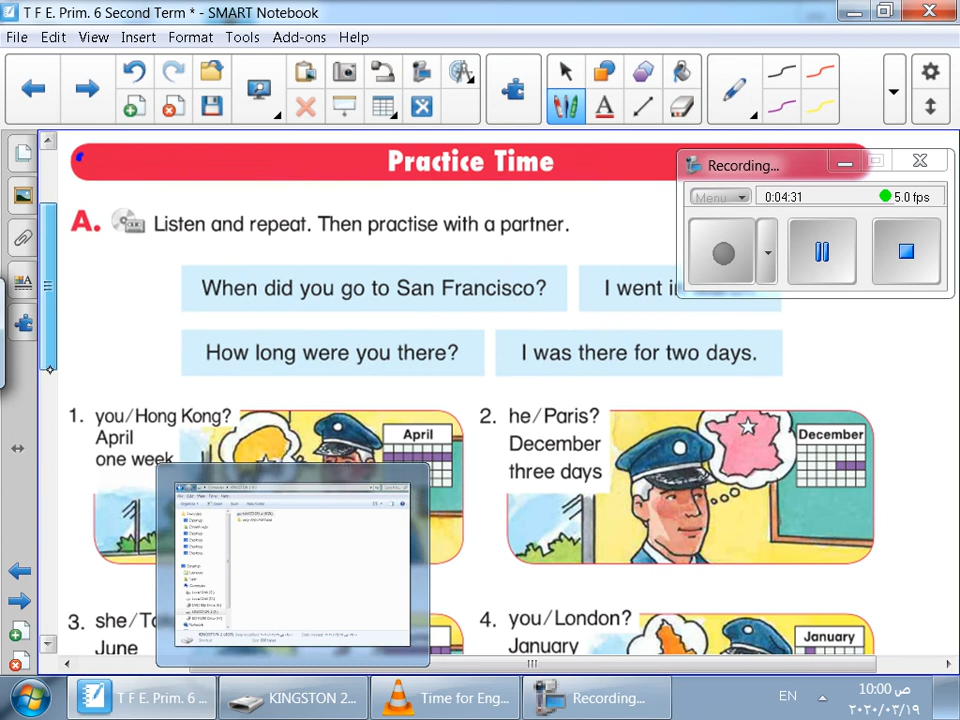 T F E. Prim. 6 Second Term * - SMART Notebook
File Edit View Insert Format Tools Add-ons Help
Practice Time
Recording...
Menu
0:04:31
5.0 fps
A. Listen and repeat. Then practise with a partner.
When did you go to San Francisco?
I went
How long were you there?
I was there for two days.
1. you/Hong Kong?
April
one week
April
2. he/Paris?
December
three days
December
3. she/
June
4. you/London?
January
January
T F E. Prim. 6 ...
KINGSTON 2...
Time for Eng...
Recording...
EN
10:00 ص
٢٠٢٠/٠٣/١٩